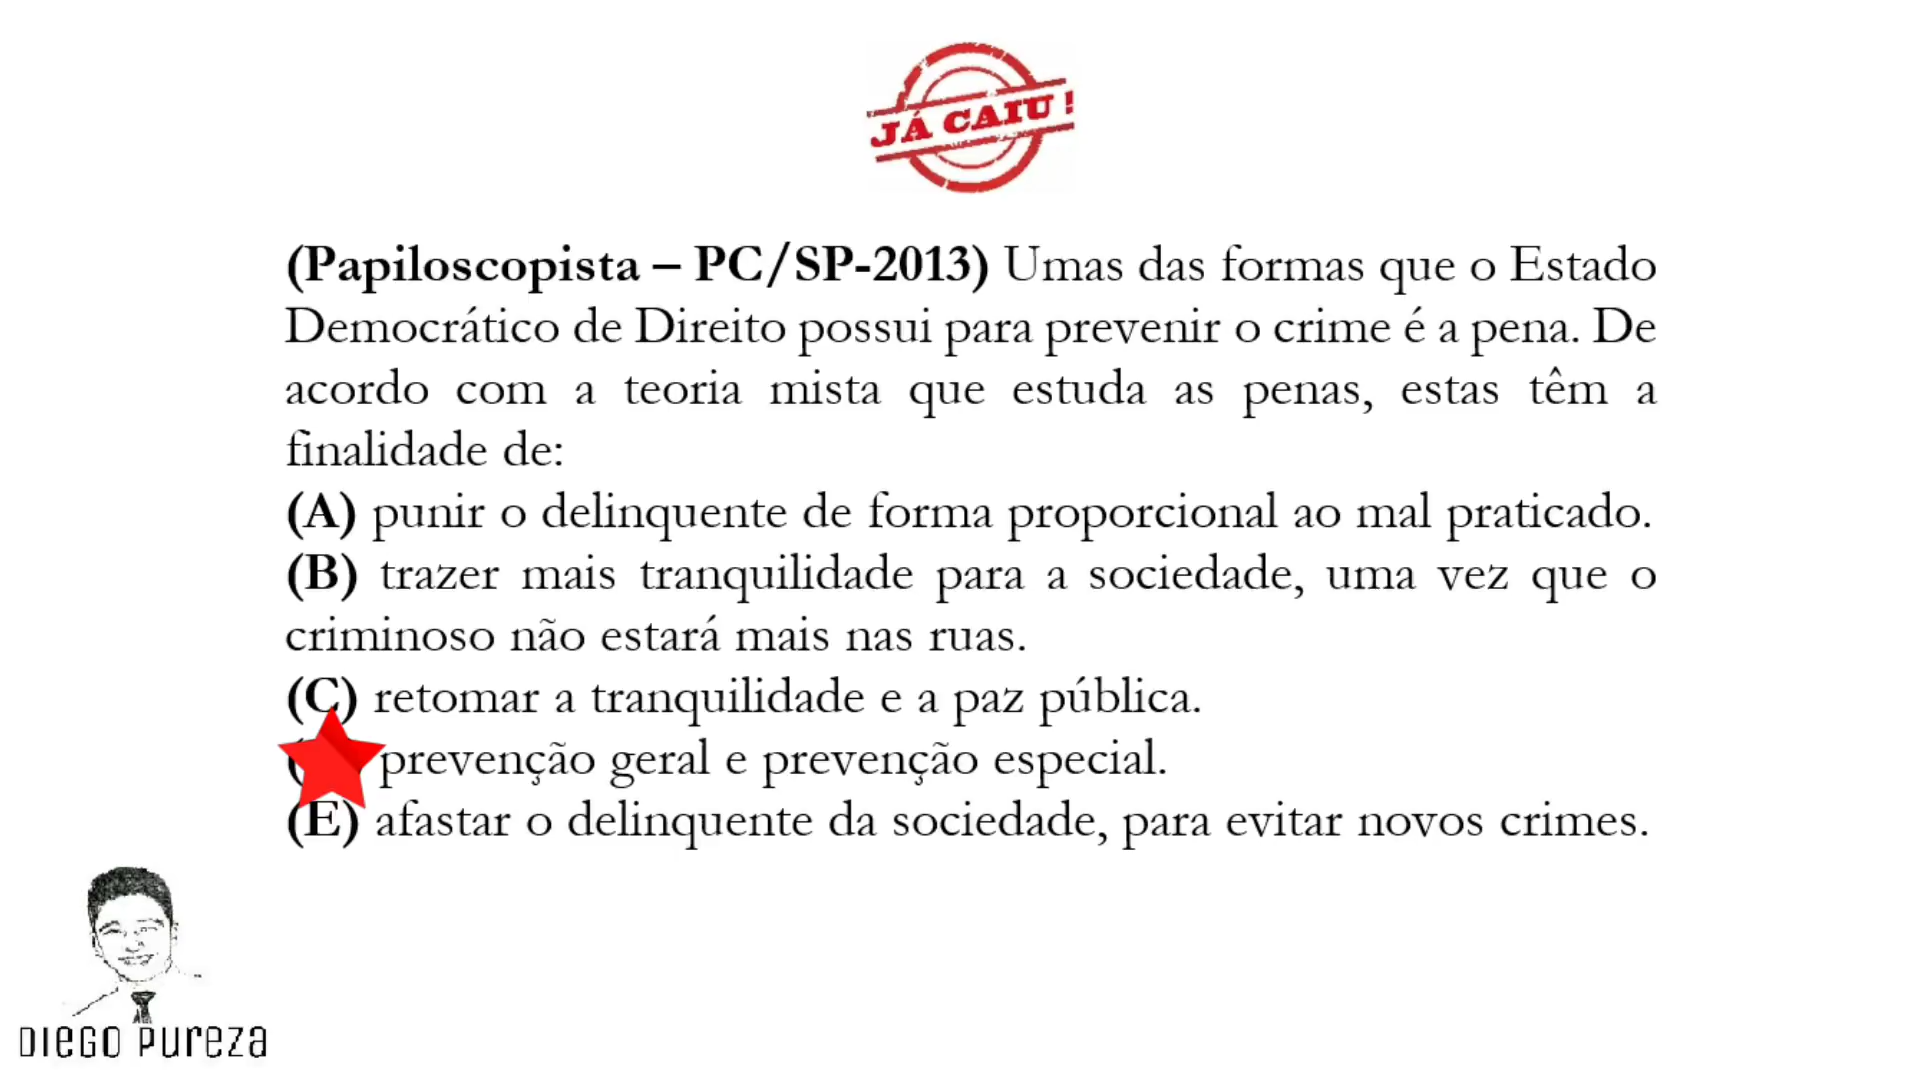 JÁ CAIU !
(Papiloscopista – PC/SP-2013) Umas das formas que o Estado
Democrático de Direito possui para prevenir o crime é a pena. De
acordo com a teoria mista que estuda as penas, estas têm a
finalidade de:
(A) punir o delinquente de forma proporcional ao mal praticado.
(B) trazer mais tranquilidade para a sociedade, uma vez que o
criminoso não estará mais nas ruas.
(C) retomar a tranquilidade e a paz pública.
( prevenção geral e prevenção especial.
(E) afastar o delinquente da sociedade, para evitar novos crimes.
DIEGO PUREZA